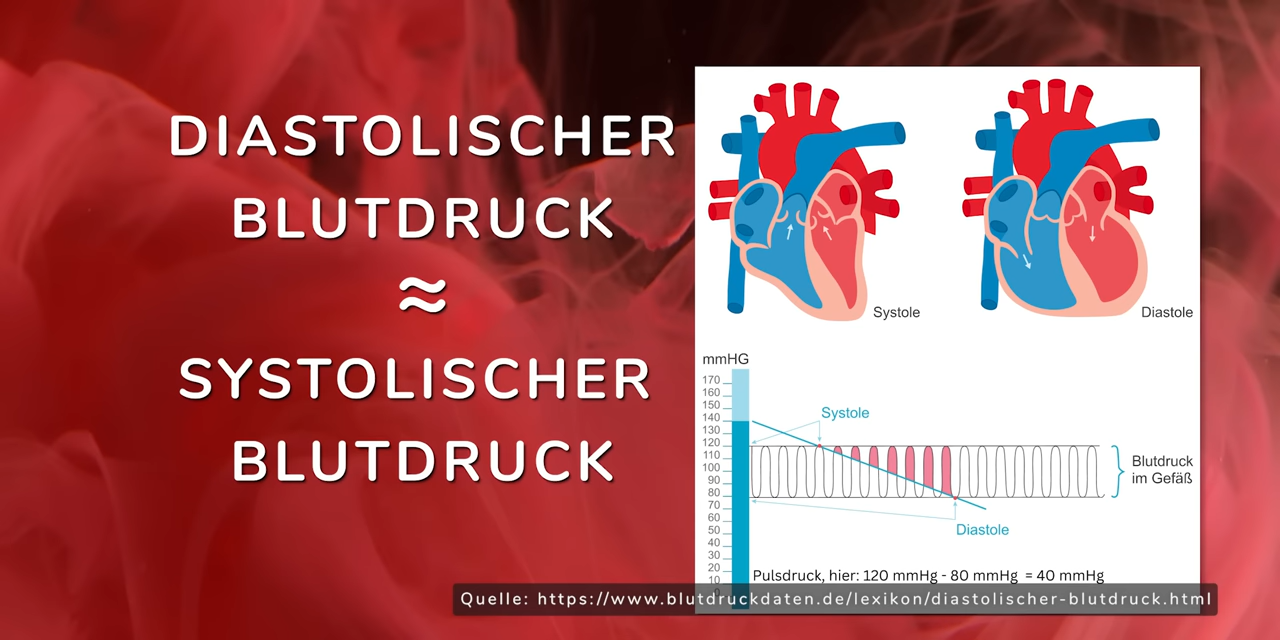 DIASTOLISCHER
BLUTDRUCK
≈
SYSTOLISCHER
BLUTDRUCK
Systole
Diastole
mmHG
170
160
150
140
130
120
110
100
90
80
70
60
50
40
30
20
10
0
Systole
Blutdruck
im Gefäß
Diastole
Pulsdruck, hier: 120 mmHg - 80 mmHg = 40 mmHg
Quelle: https://www.blutdruckdaten.de/lexikon/diastolischer-blutdruck.html